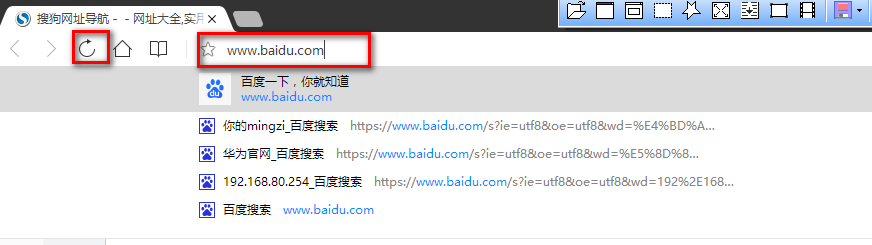 搜狗网址导航 - - 网址大全,实用
www.baidu.com
百度一下，你就知道
www.baidu.com
你的mingzi_百度搜索 https://www.baidu.com/s?ie=utf8&oe=utf8&wd=%E4%BD%A...
华为官网_百度搜索 https://www.baidu.com/s?ie=utf8&oe=utf8&wd=%E5%8D%8...
192.168.80.254_百度搜索 https://www.baidu.com/s?ie=utf8&oe=utf8&wd=192%2E168...
百度搜索 www.baidu.com